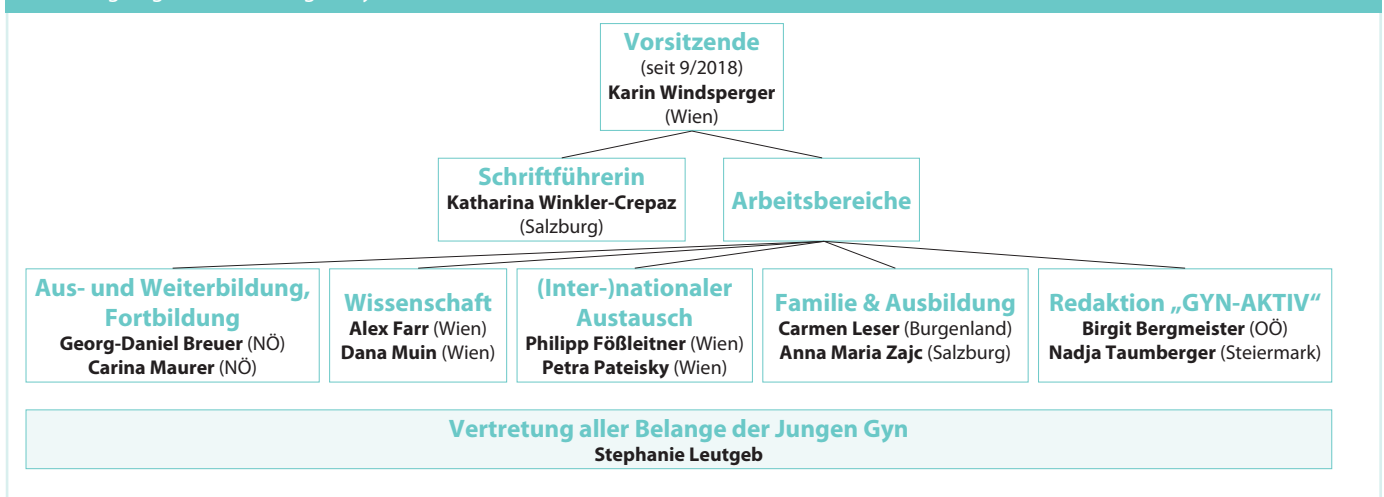 Vorsitzende
(seit 9/2018)
Karin Windsperger
(Wien)
Schriftführerin
Katharina Winkler-Crepaz
(Salzburg)
Arbeitsbereiche
Aus- und Weiterbildung,
Fortbildung
Georg-Daniel Breuer (NÖ)
Carina Maurer (NÖ)
Wissenschaft
Alex Farr (Wien)
Dana Muin (Wien)
(Inter-)nationaler
Austausch
Philipp Fößleitner (Wien)
Petra Pateisky (Wien)
Familie & Ausbildung
Carmen Leser (Burgenland)
Anna Maria Zajc (Salzburg)
Redaktion „GYN-AKTIV“
Birgit Bergmeister (OÖ)
Nadja Taumberger (Steiermark)
Vertretung aller Belange der Jungen Gyn
Stephanie Leutgeb